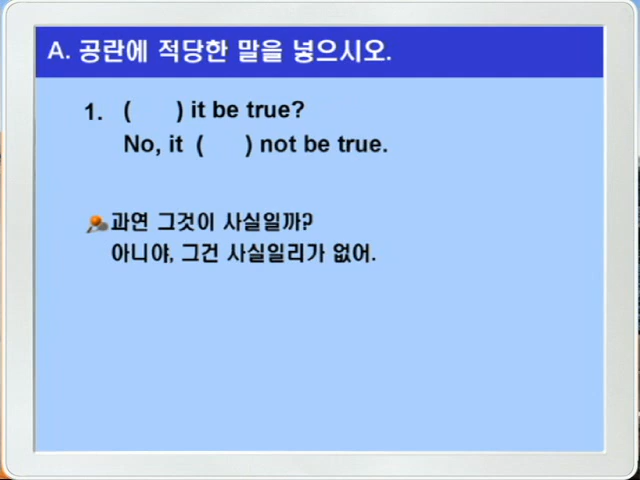 A. 공란에 적당한 말을 넣으시오.
1. (      ) it be true?
No, it  (      ) not be true.
과연 그것이 사실일까?
아니야, 그건 사실일리가 없어.